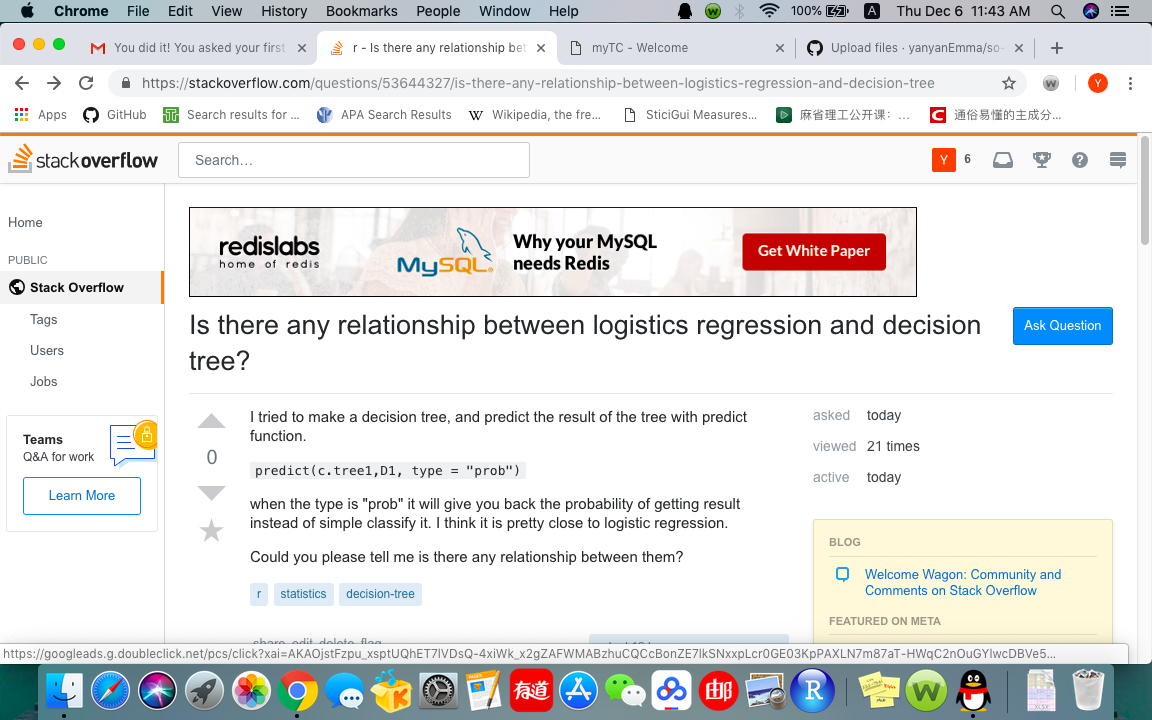 Chrome File Edit View History Bookmarks People Window Help 100% A Thu Dec 6 11:43 AM
You did it! You asked your first
r - Is there any relationship bet
myTC - Welcome
Upload files · yanyanEmma/so-
https://stackoverflow.com/questions/53644327/is-there-any-relationship-between-logistics-regression-and-decision-tree
Y
Apps GitHub Search results for ... APA Search Results Wikipedia, the fre... SticiGui Measures... 麻省理工公开课：... 通俗易懂的主成分...
stackoverflow Search... Y 6
Home
PUBLIC
Stack Overflow
Tags
Users
Jobs
Teams
Q&A for work
Learn More
redislabs
home of redis
MySQL
Why your MySQL
needs Redis
Get White Paper
Is there any relationship between logistics regression and decision
tree?
Ask Question
0
I tried to make a decision tree, and predict the result of the tree with predict
function.
predict(c.tree1,D1, type = "prob")
when the type is "prob" it will give you back the probability of getting result
instead of simple classify it. I think it is pretty close to logistic regression.
Could you please tell me is there any relationship between them?
r statistics decision-tree
share edit delete flag
asked today
viewed 21 times
active today
BLOG
Welcome Wagon: Community and
Comments on Stack Overflow
FEATURED ON META
https://googleads.g.doubleclick.net/pcs/click?xai=AKAOjstFzpu_xsptUQhET7lVDsQ-4xiWk_x2gZAFWMABzhuCQCcBonZE7lkSNxxpLcr0GE03KpPAXLN7m87aT-HWqC2nOuGYlwcDBVe5...
有道
邮
R
XLSX